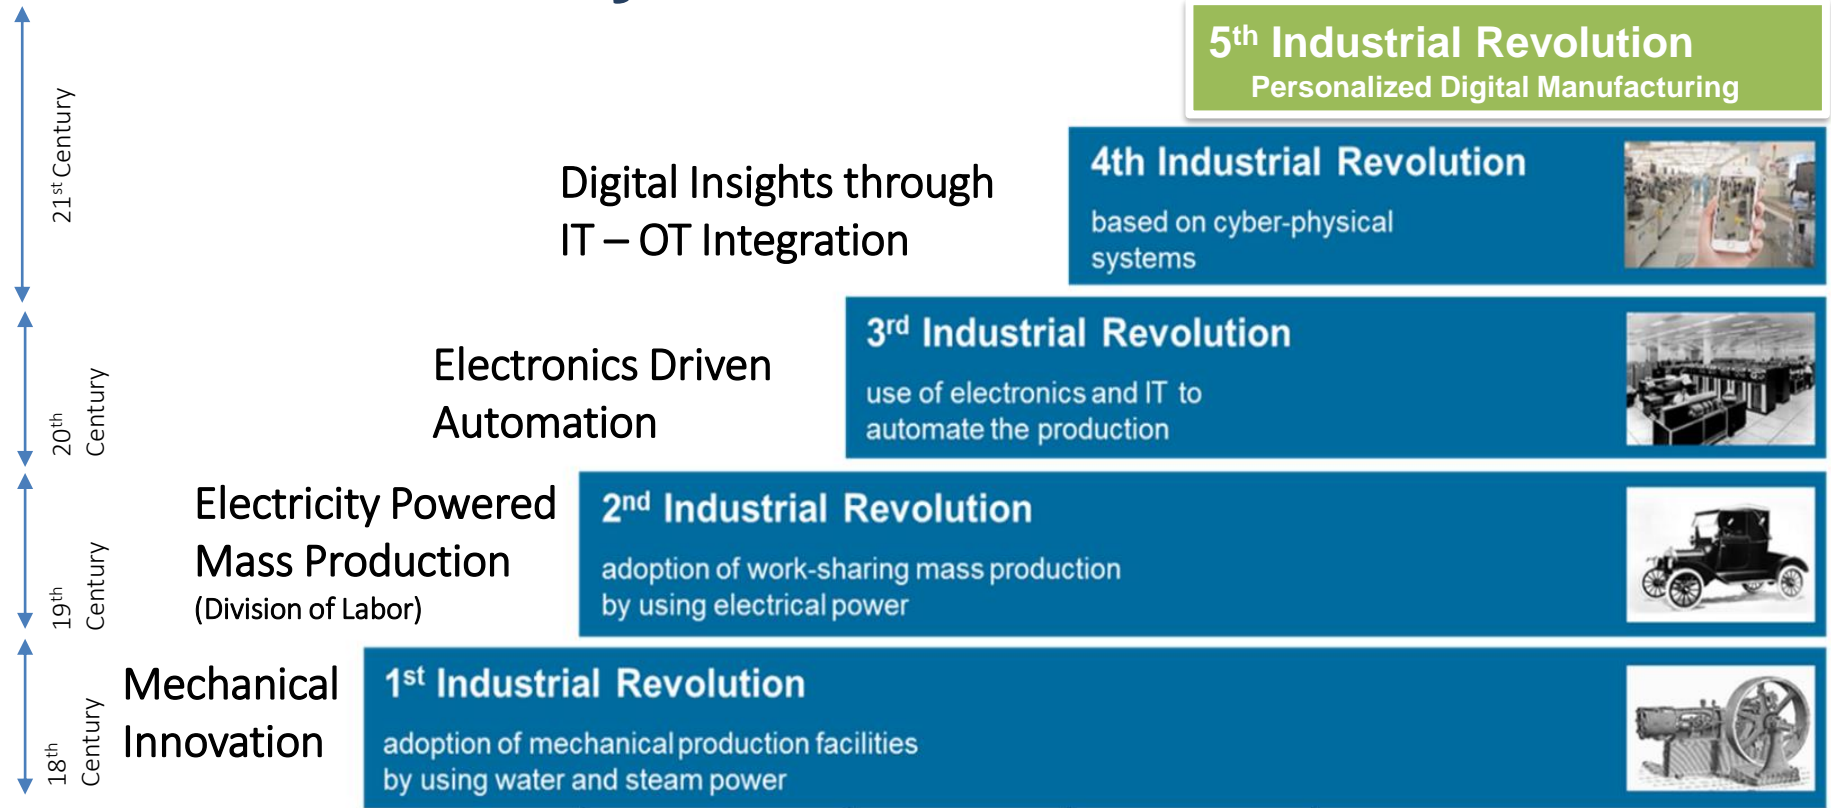 5th Industrial Revolution
Personalized Digital Manufacturing
21st Century
Digital Insights through
IT – OT Integration
4th Industrial Revolution
based on cyber-physical
systems
20th
Century
Electronics Driven
Automation
3rd Industrial Revolution
use of electronics and IT to
automate the production
19th
Century
Electricity Powered
Mass Production
(Division of Labor)
2nd Industrial Revolution
adoption of work-sharing mass production
by using electrical power
18th
Century
Mechanical
Innovation
1st Industrial Revolution
adoption of mechanical production facilities
by using water and steam power